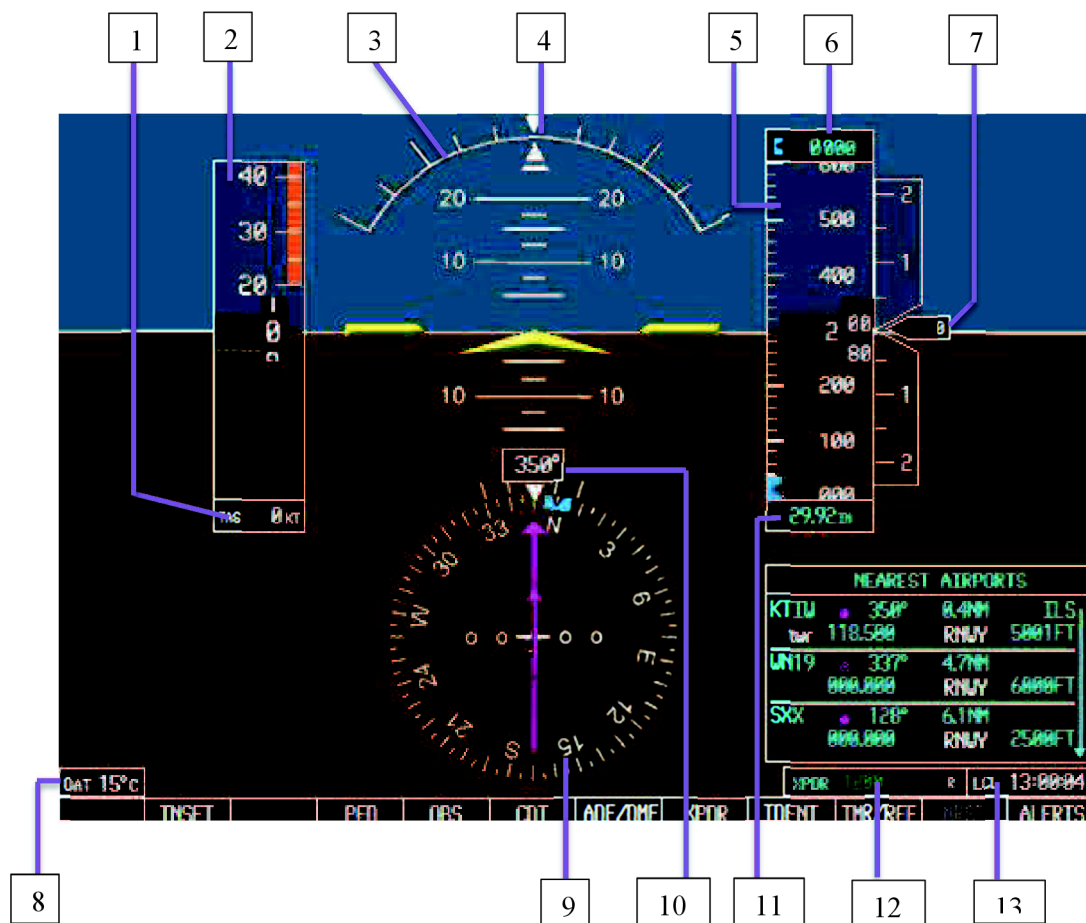 1 2 3 4 5 6 7
0000
40
30
20
0
20 20
10 10
600
500
400
00
2
80
200
100
000
2
1
0
1
2
10 10
350°
TAS 0KT
29.92IN
N 3 6 E 12 15 S 21 24 W 30 33
NEAREST AIRPORTS
KTIW 350° 0.4NM ILS
twr 118.500 RNWY 5001FT
WN19 337° 4.7NM
000.000 RNWY 6000FT
SXX 128° 6.1NM
000.000 RNWY 2500FT
OAT 15°C
XPDR 1200 R LCL 13:00:04
INSET PFD OBS CDI ADF/DME XPDR IDENT TMR/REF ALERTS
8 9 10 11 12 13